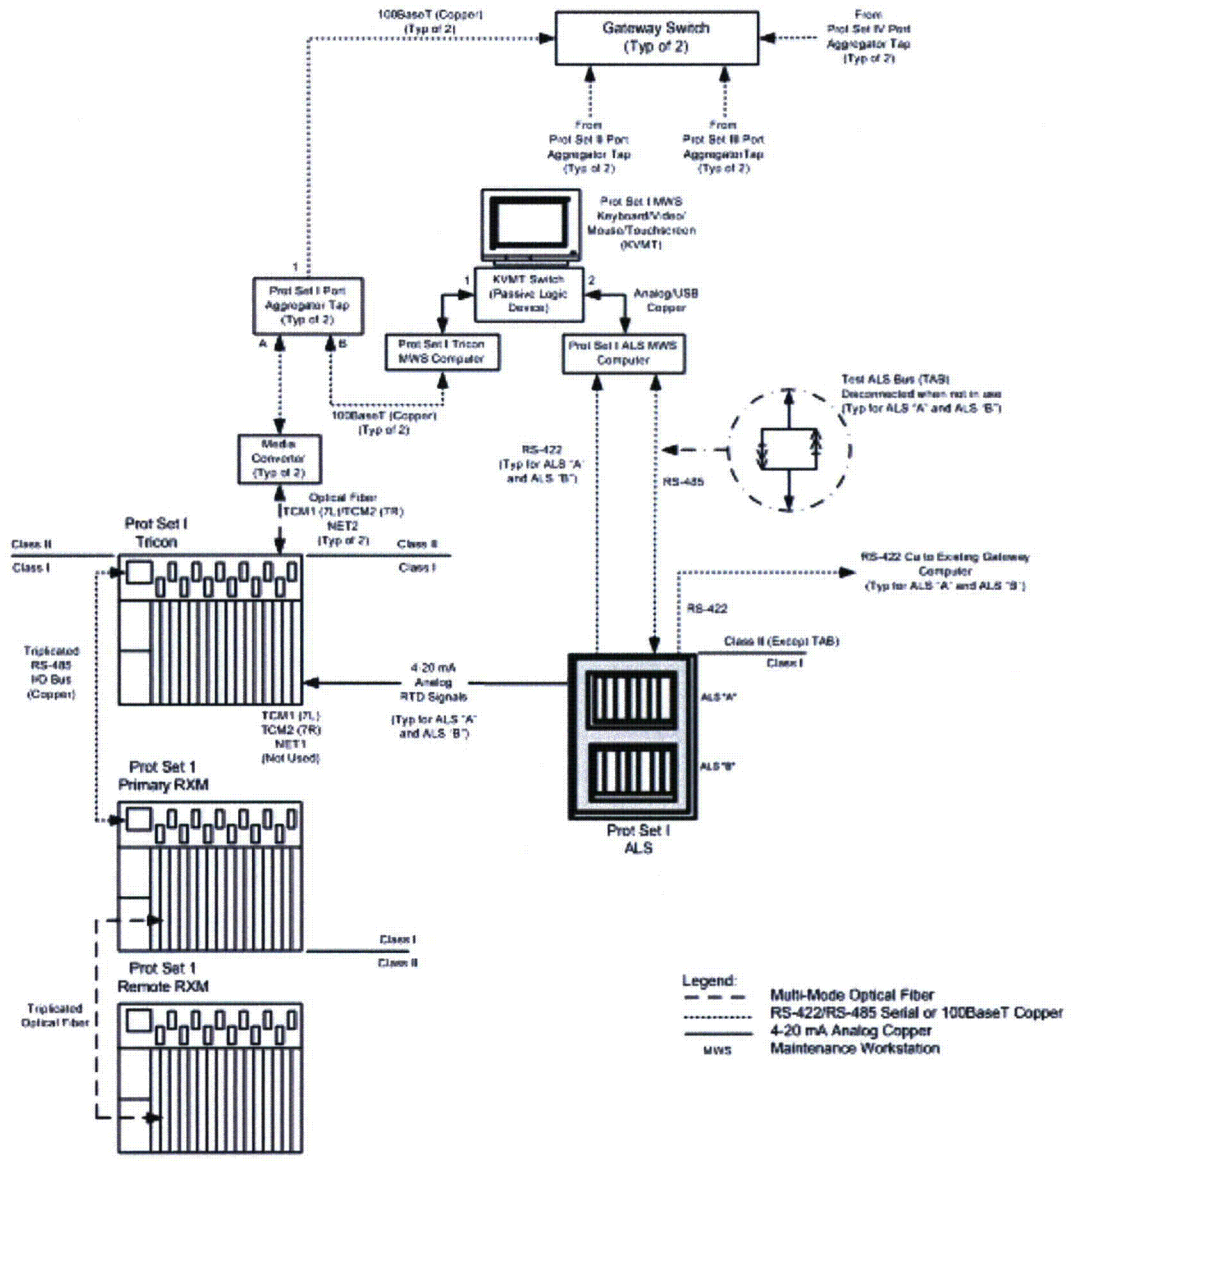 100BaseT (Copper)
(Typ of 2)
Gateway Switch
(Typ of 2)
From
Prot Set IV Port
Aggregator Tap
(Typ of 2)
From
Prot Set II Port
Aggregator Tap
(Typ of 2)
From
Prot Set III Port
AggregatorTap
(Typ of 2)
Prot Set I MWS
Keyboard/Video/
Mouse/Touchscreen
(KVMT)
1
Prot Set I Port
Aggregator Tap
(Typ of 2)
A
B
1
KVMT Switch
(Passive Logic
Device)
2
Analog/USB
Copper
Prot Set I Tricon
MWS Computer
Prot Set I ALS MWS
Computer
100BaseT (Copper)
(Typ of 2)
Test ALS Bus (TAB)
Disconnected when not in use
(Typ for ALS "A" and ALS "B")
Media
Converter
(Typ of 2)
RS-422
(Typ for ALS "A"
and ALS "B")
RS-485
Optical Fiber
TCM1 (7L)/TCM2 (7R)
NET2
(Typ of 2)
Prot Set I
Tricon
Class II
Class I
Class II
Class I
RS-422 Cu to Existing Gateway
Computer
(Typ for ALS "A" and ALS "B")
RS-422
Triplicated
RS-485
I/O Bus
(Copper)
4-20 mA
Analog
RTD Signals
(Typ for ALS "A"
and ALS "B")
Class II (Except TAB)
Class I
ALS "A"
ALS "B"
TCM1 (7L)
TCM2 (7R)
NET1
(Not Used)
Prot Set 1
Primary RXM
Prot Set I
ALS
Class I
Class II
Prot Set 1
Remote RXM
Triplicated
Optical Fiber
Legend:
Multi-Mode Optical Fiber
RS-422/RS-485 Serial or 100BaseT Copper
4-20 mA Analog Copper
MWS Maintenance Workstation